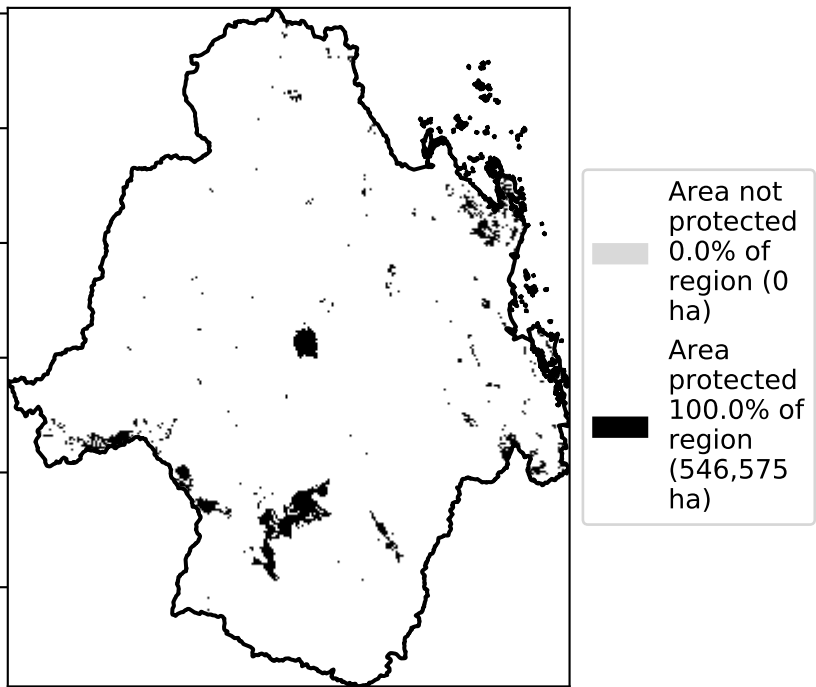 Area not
protected
0.0% of
region (0
ha)
Area
protected
100.0% of
region
(546,575
ha)